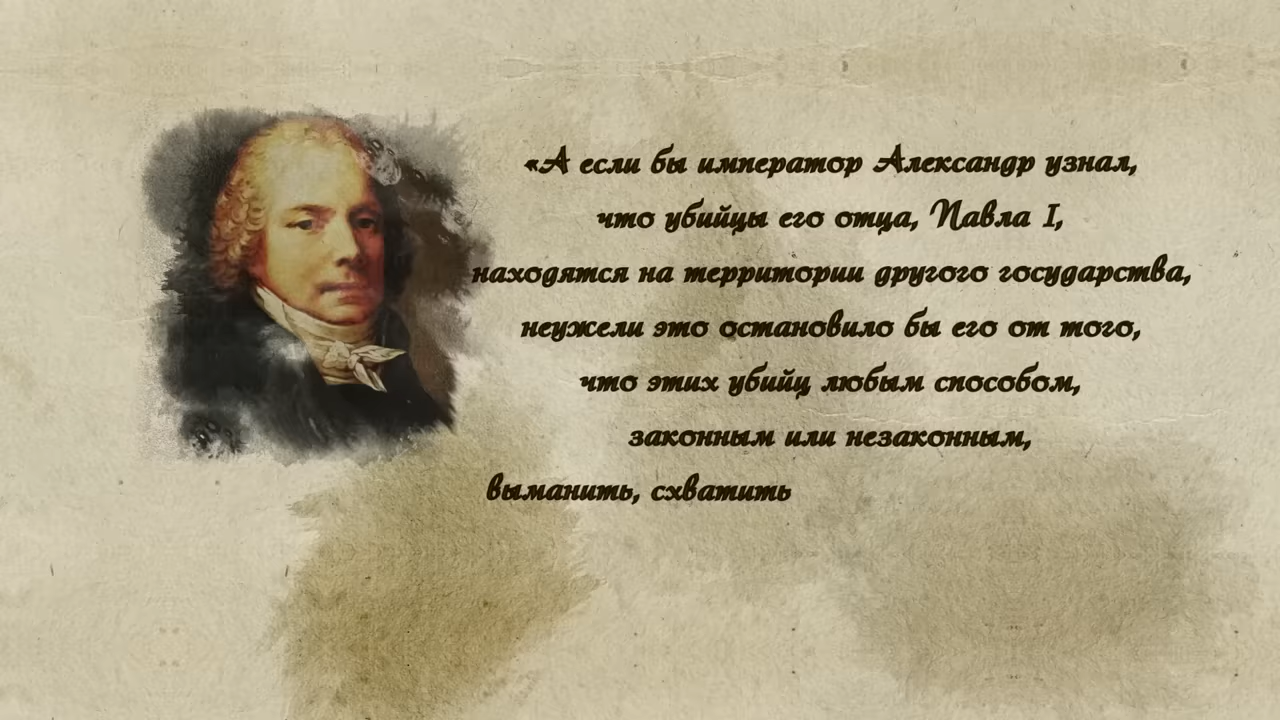 «А если бы император Александр узнал,
что убийцы его отца, Павла I,
находятся на территории другого государства,
неужели это остановило бы его от того,
что этих убийц любым способом,
законным или незаконным,
выманить, схватить